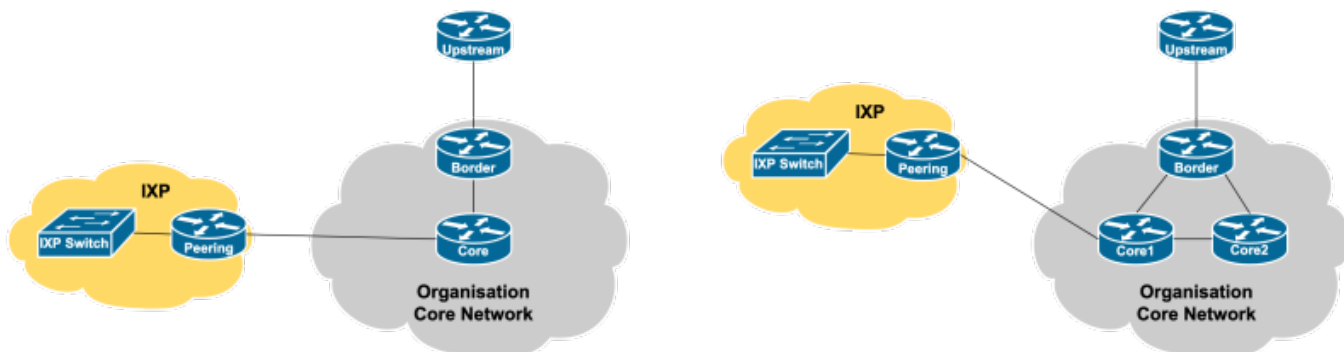 Upstream
Border
IXP
IXP Switch
Peering
Core
Organisation
Core Network
Upstream
IXP
IXP Switch
Peering
Border
Core1
Core2
Organisation
Core Network